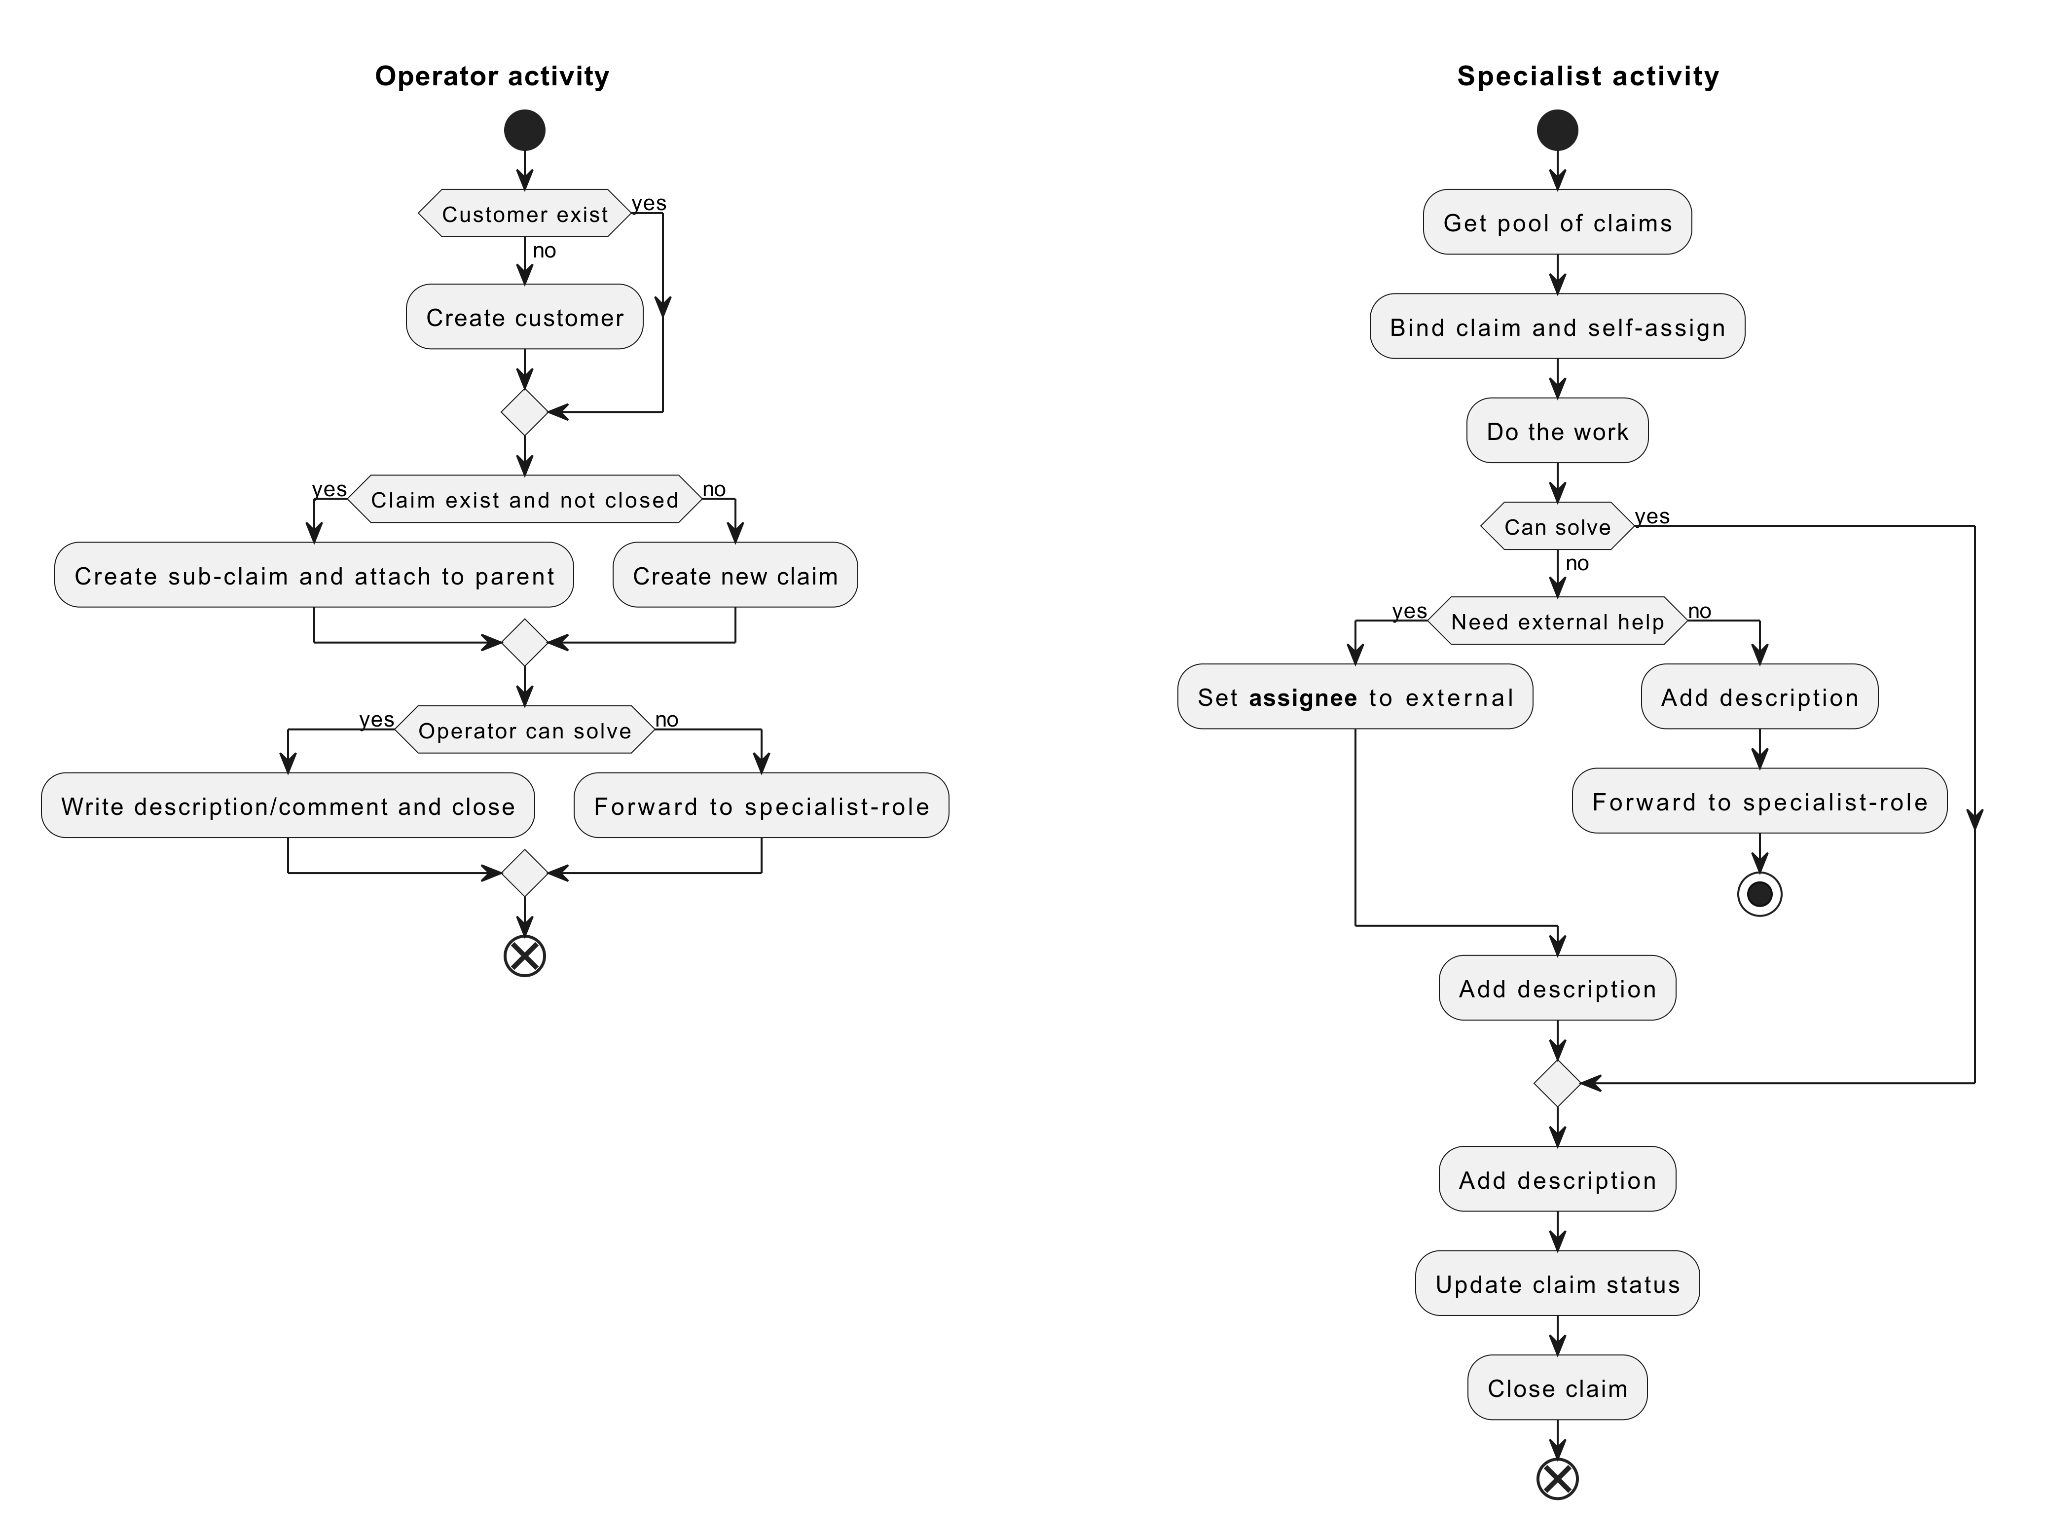 Operator activity
Customer exist
yes
no
Create customer
yes
Claim exist and not closed
no
Create sub-claim and attach to parent
Create new claim
yes
Operator can solve
no
Write description/comment and close
Forward to specialist-role
Specialist activity
Get pool of claims
Bind claim and self-assign
Do the work
Can solve
yes
no
yes
Need external help
no
Set assignee to external
Add description
Forward to specialist-role
Add description
Add description
Update claim status
Close claim